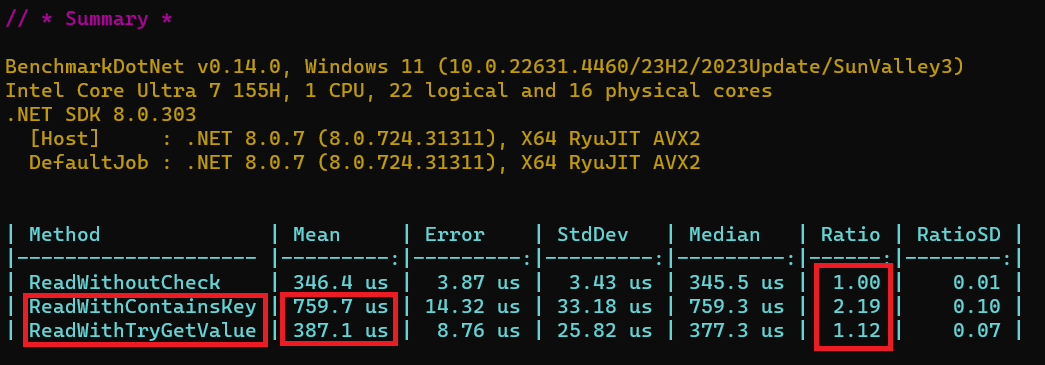 // * Summary *
BenchmarkDotNet v0.14.0, Windows 11 (10.0.22631.4460/23H2/2023Update/SunValley3)
Intel Core Ultra 7 155H, 1 CPU, 22 logical and 16 physical cores
.NET SDK 8.0.303
  [Host]     : .NET 8.0.7 (8.0.724.31311), X64 RyuJIT AVX2
  DefaultJob : .NET 8.0.7 (8.0.724.31311), X64 RyuJIT AVX2
| Method              | Mean     | Error    | StdDev   | Median   | Ratio | RatioSD |
|-------------------- |---------:|---------:|---------:|---------:|------:|--------:|
| ReadWithoutCheck    | 346.4 us |  3.87 us |  3.43 us | 345.5 us |  1.00 |    0.01 |
| ReadWithContainsKey | 759.7 us | 14.32 us | 33.18 us | 759.3 us |  2.19 |    0.10 |
| ReadWithTryGetValue | 387.1 us |  8.76 us | 25.82 us | 377.3 us |  1.12 |    0.07 |